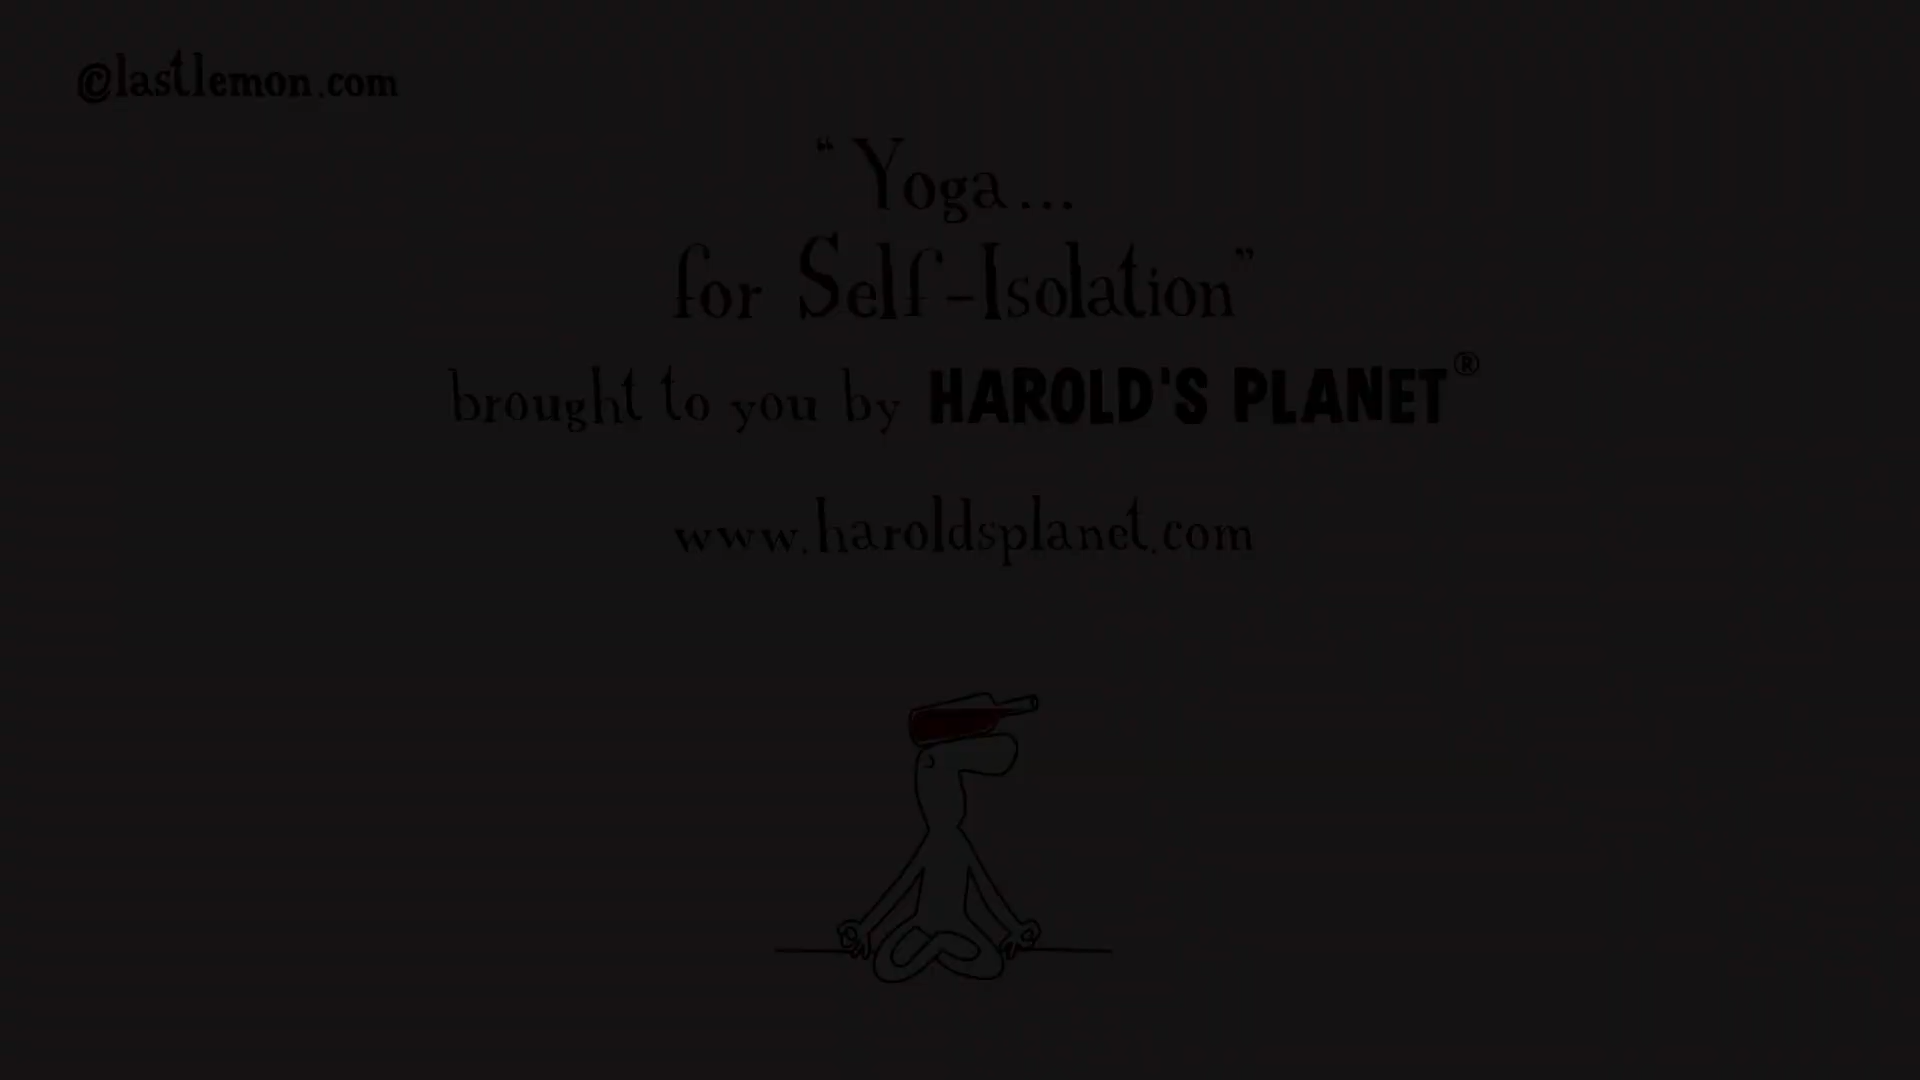 ©lastlemon.com
“Yoga...
for Self-Isolation”
brought to you by HAROLD'S PLANET®
www.haroldsplanet.com